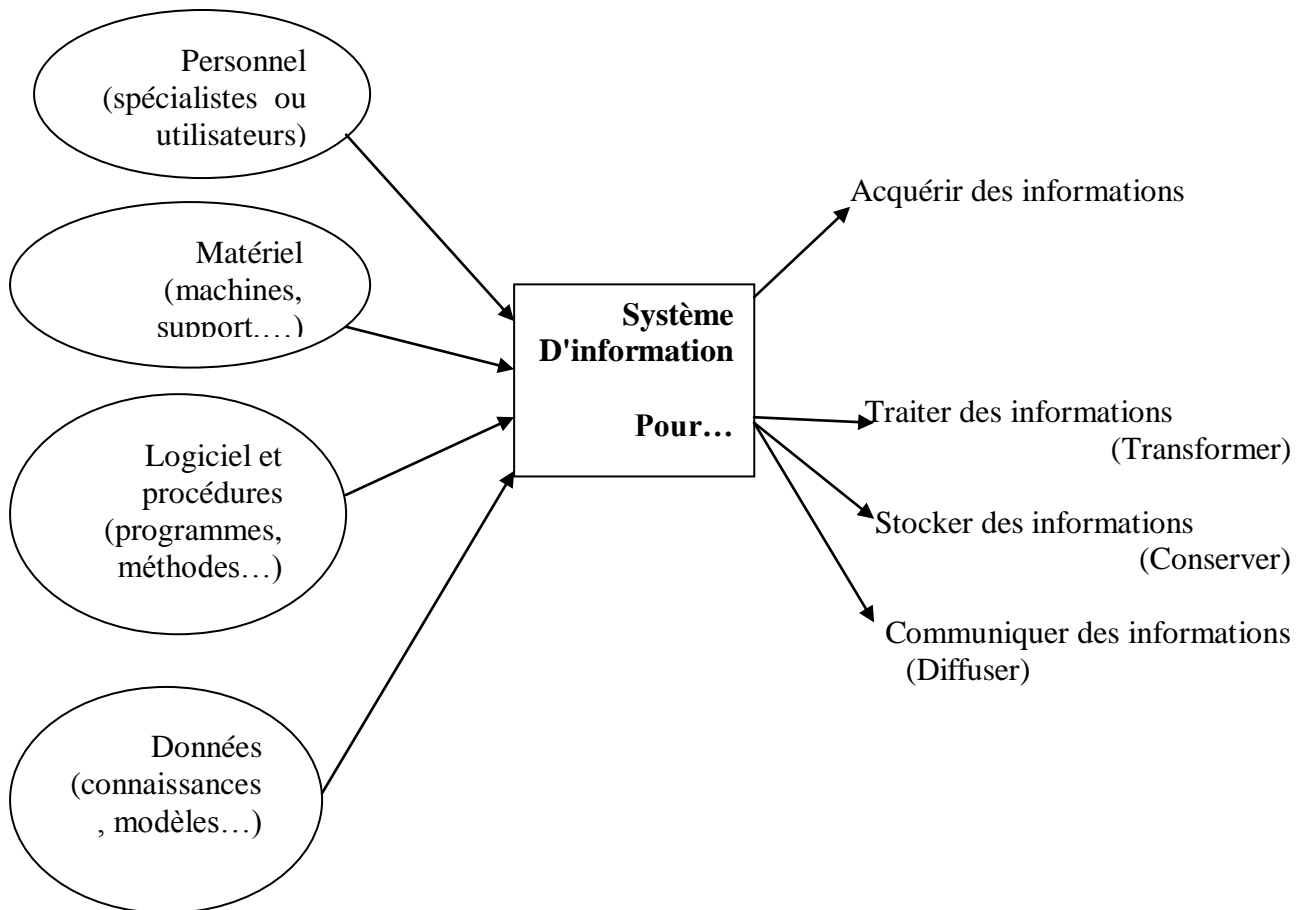 Personnel
(spécialistes ou
utilisateurs)
Matériel
(machines,
support,…)
Logiciel et
procédures
(programmes,
méthodes…)
Données
(connaissances
, modèles…)
Système
D'information
Pour…
Acquérir des informations
Traiter des informations
(Transformer)
Stocker des informations
(Conserver)
Communiquer des informations
(Diffuser)